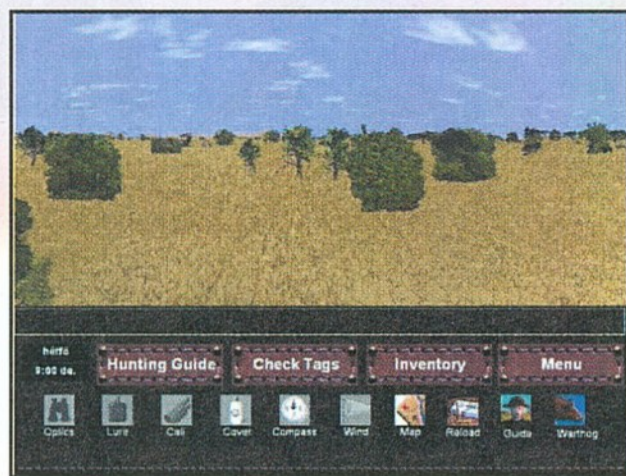 hétfő
9:00 de.
Hunting Guide
Check Tags
Inventory
Menu
Optics
Lure
Call
Cover
Compass
Wind
Map
Reload
Guide
Warthog